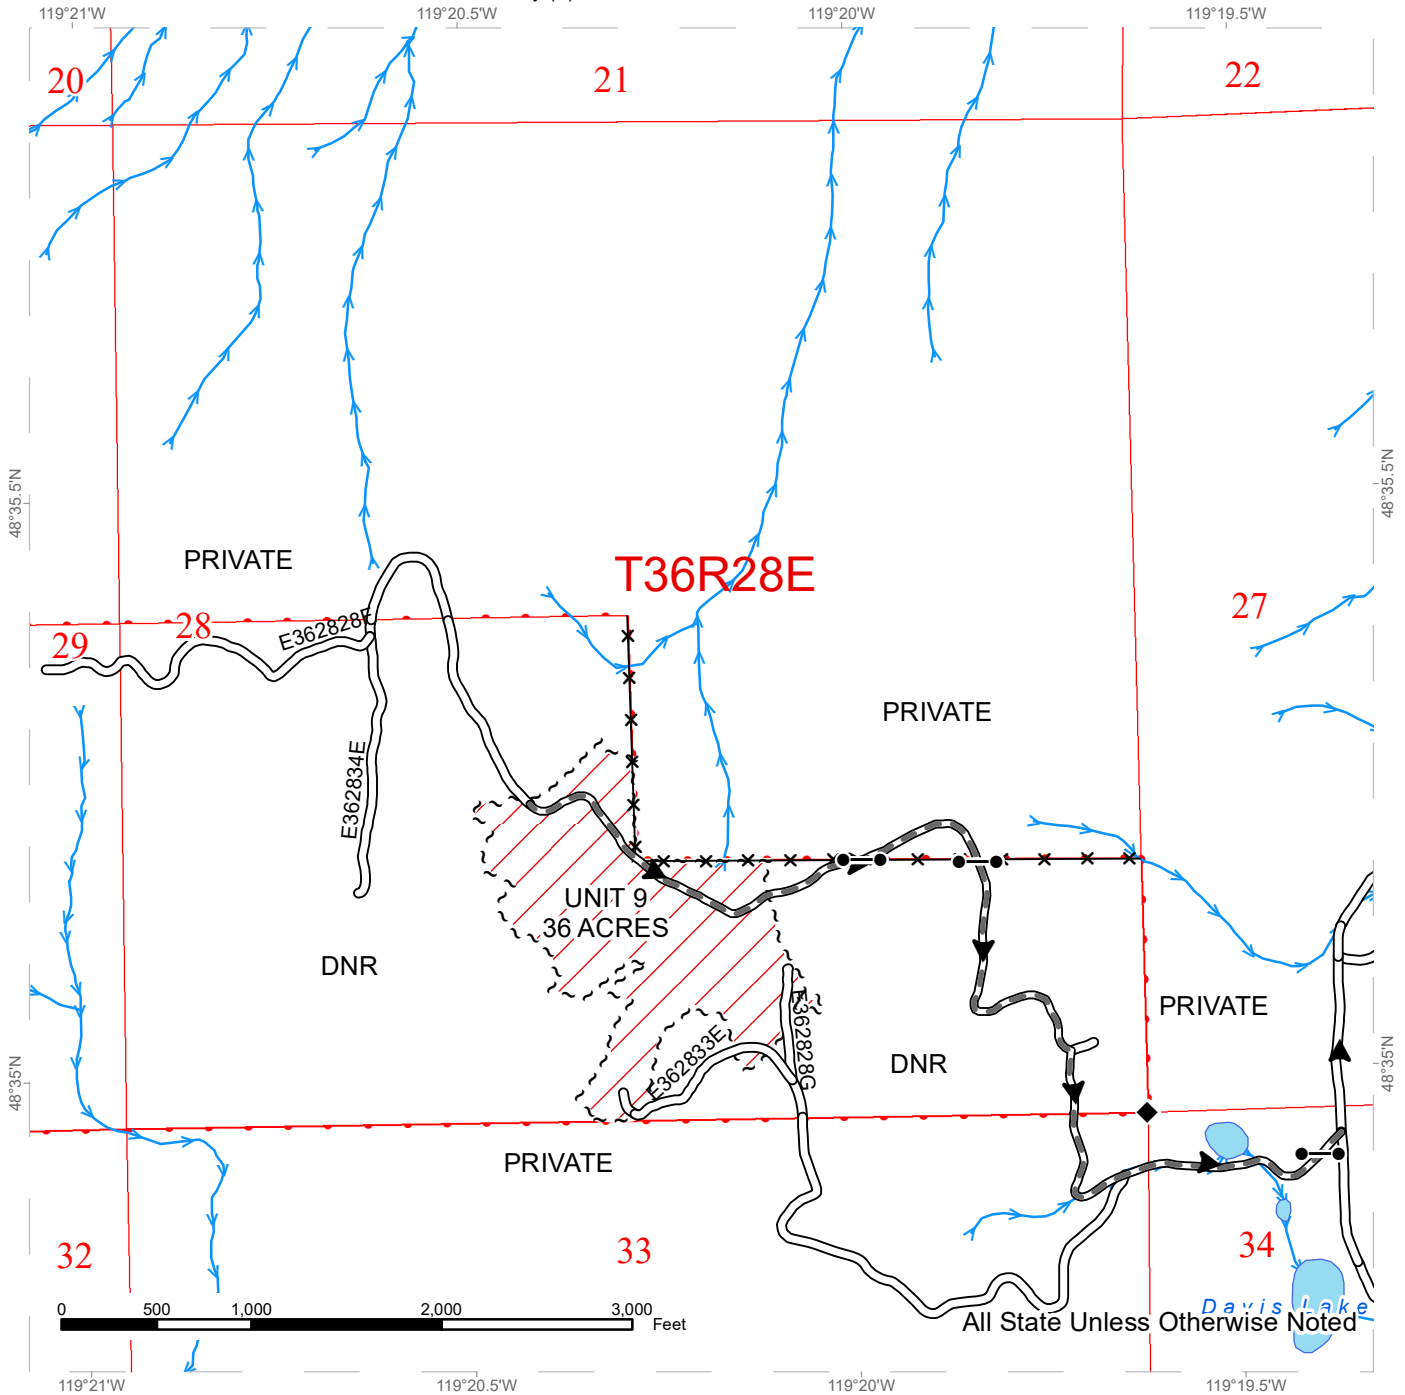 119°21'W
119°20.5'W
119°20'W
119°19.5'W
20
21
22
48°35.5'N
48°35.5'N
PRIVATE
T36R28E
29
28
E362828F
27
PRIVATE
E362834E
UNIT 9
36 ACRES
DNR
PRIVATE
E362828G
E362833E
DNR
48°35'N
48°35'N
PRIVATE
32
33
34
0
500
1,000
2,000
3,000
Feet
Davis Lake
All State Unless Otherwise Noted
119°21'W
119°20.5'W
119°20'W
119°19.5'W